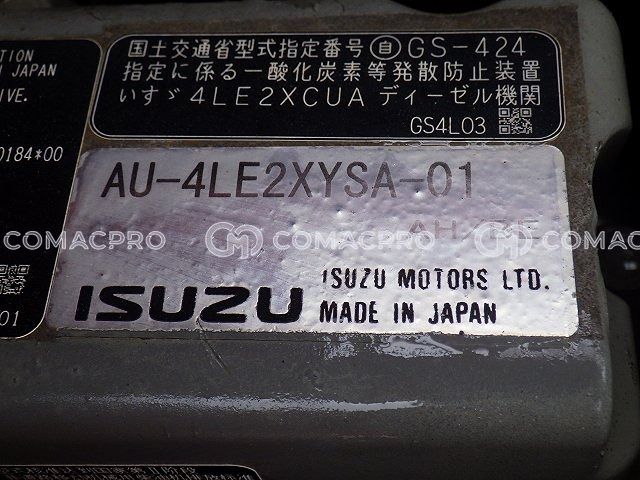 TION
N JAPAN
VE.
0184*00
01
国土交通省型式指定番号 自 GS-424
指定に係る一酸化炭素等発散防止装置
いすゞ 4LE2XCUA ディーゼル機関
GS4L03
AU-4LE2XYSA-01
ISUZU
ISUZU MOTORS LTD.
MADE IN JAPAN
COMACPRO
COMACPRO
COMACPRO